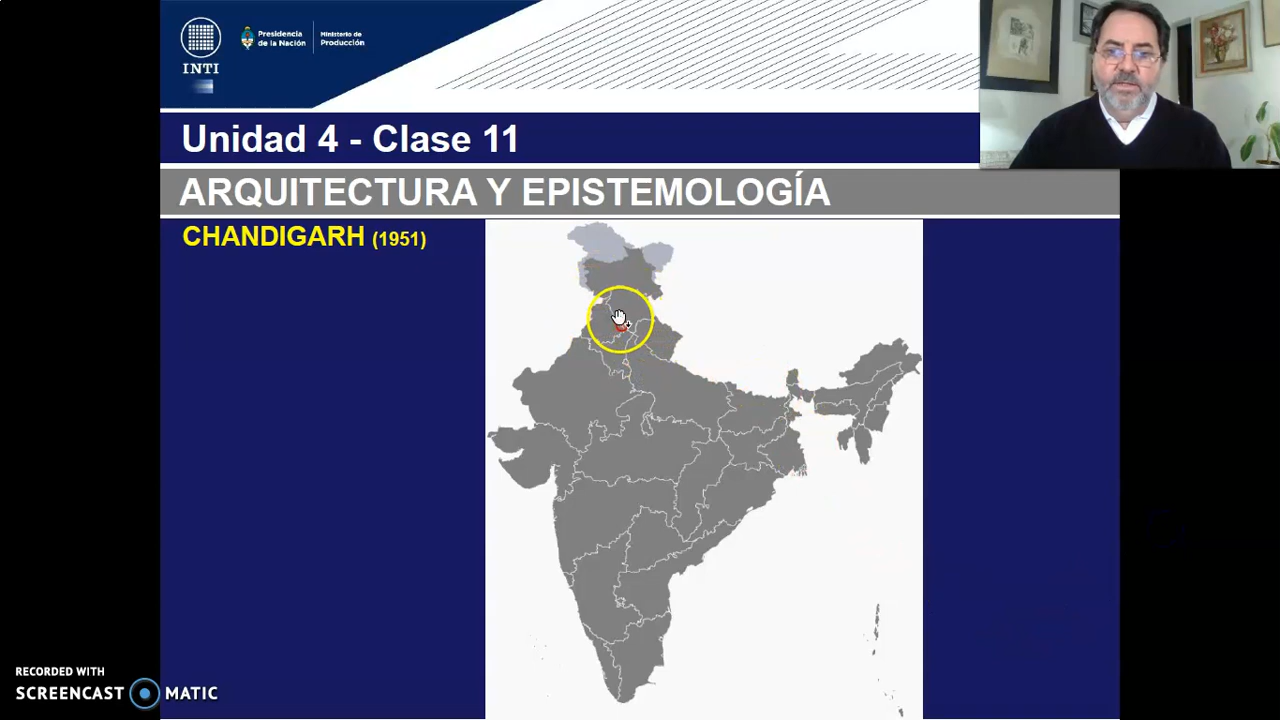 INTI
Presidencia
de la Nación
Ministerio de
Producción
Unidad 4 - Clase 11
ARQUITECTURA Y EPISTEMOLOGÍA
CHANDIGARH (1951)
RECORDED WITH
SCREENCAST MATIC